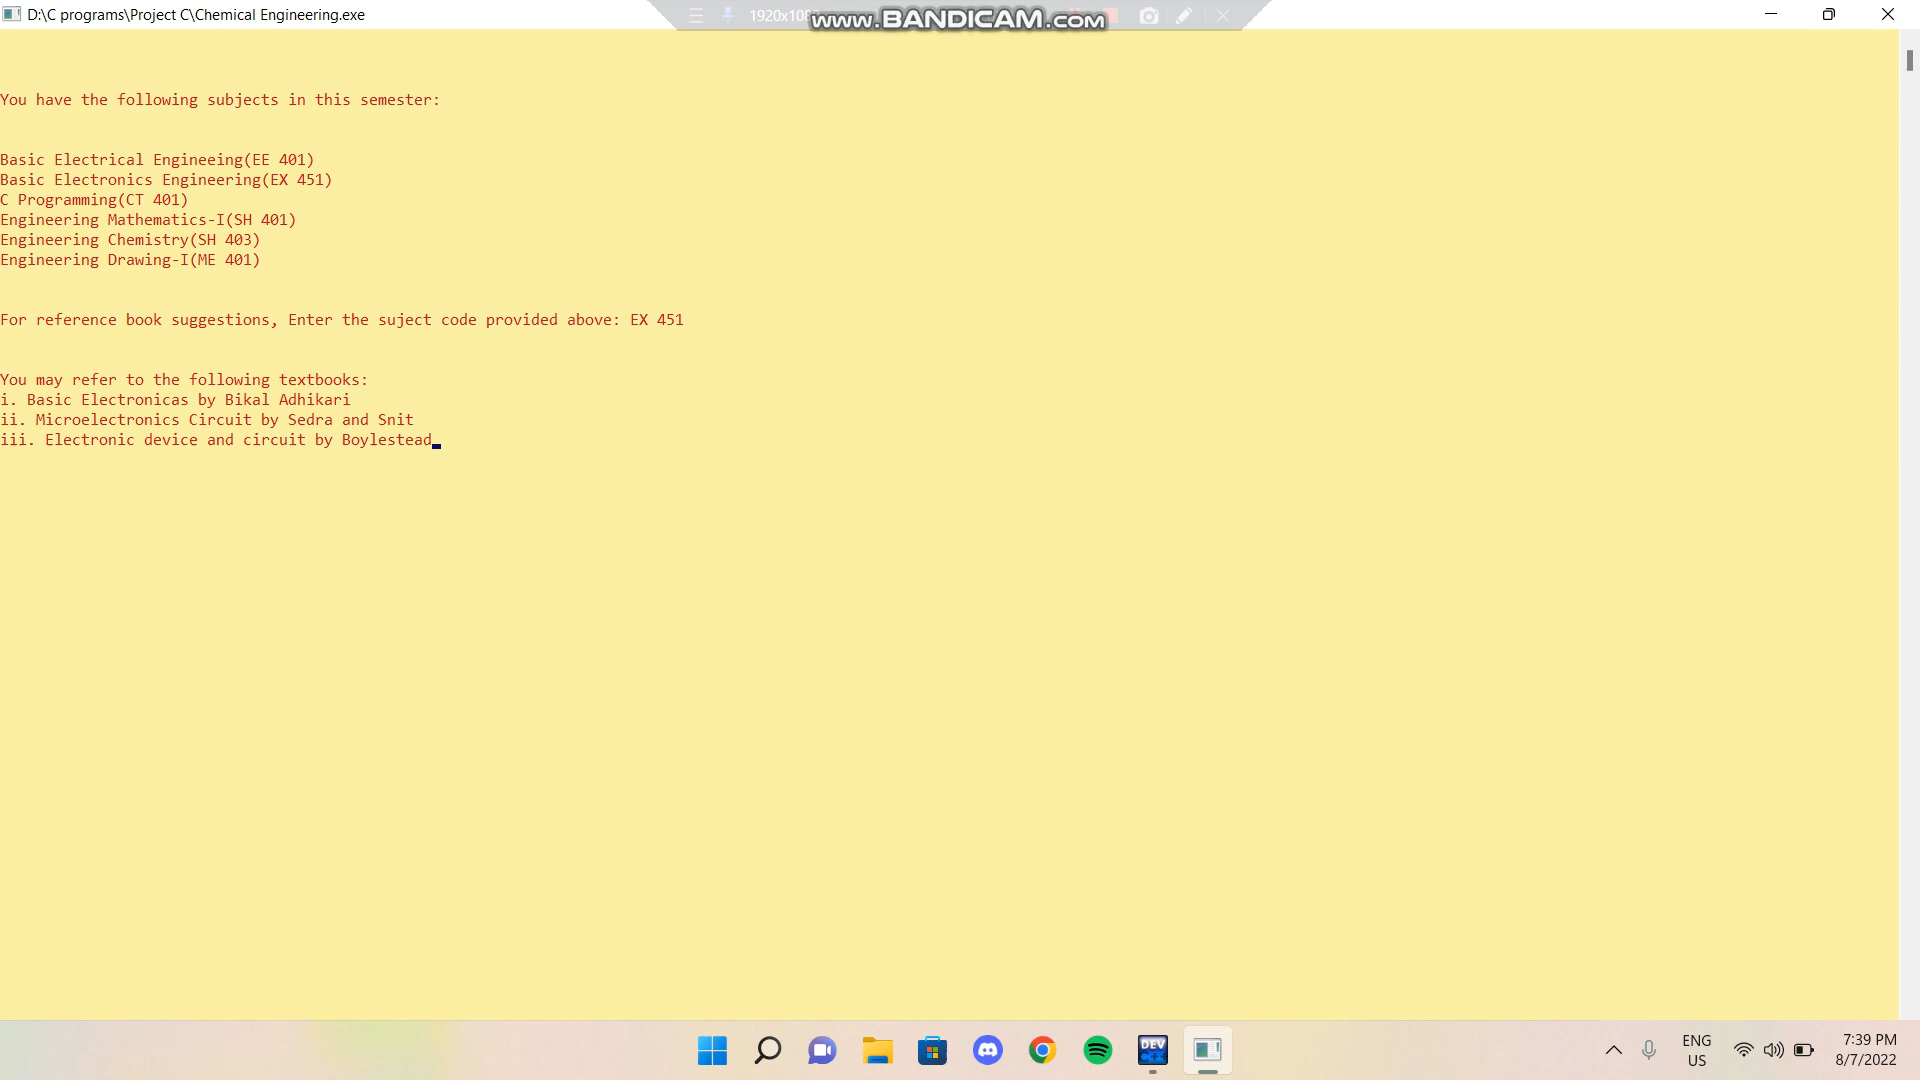 D:\C programs\Project C\Chemical Engineering.exe
www.BANDICAM.com
You have the following subjects in this semester:
Basic Electrical Engineeing(EE 401)
Basic Electronics Engineering(EX 451)
C Programming(CT 401)
Engineering Mathematics-I(SH 401)
Engineering Chemistry(SH 403)
Engineering Drawing-I(ME 401)
For reference book suggestions, Enter the suject code provided above: EX 451
You may refer to the following textbooks:
i. Basic Electronicas by Bikal Adhikari
ii. Microelectronics Circuit by Sedra and Snit
iii. Electronic device and circuit by Boylestead
DEV
ENG
US
7:39 PM
8/7/2022